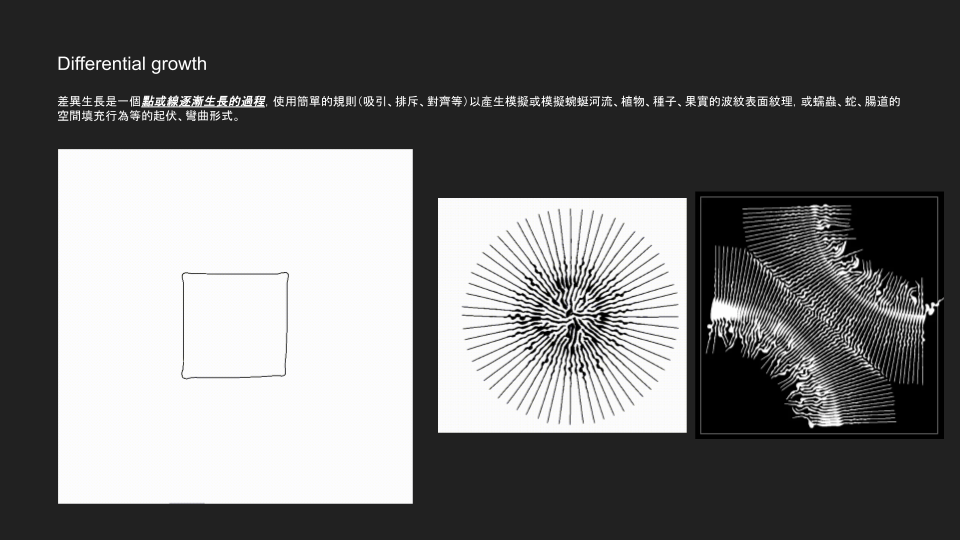 Differential growth
差異生長是一個點或線逐漸生長的過程, 使用簡單的規則（吸引、排斥、對齊等）以產生模擬或模擬蜿蜒河流、植物、種子、果實的波紋表面紋理, 或蠕蟲、蛇、腸道的
空間填充行為等的起伏、彎曲形式。